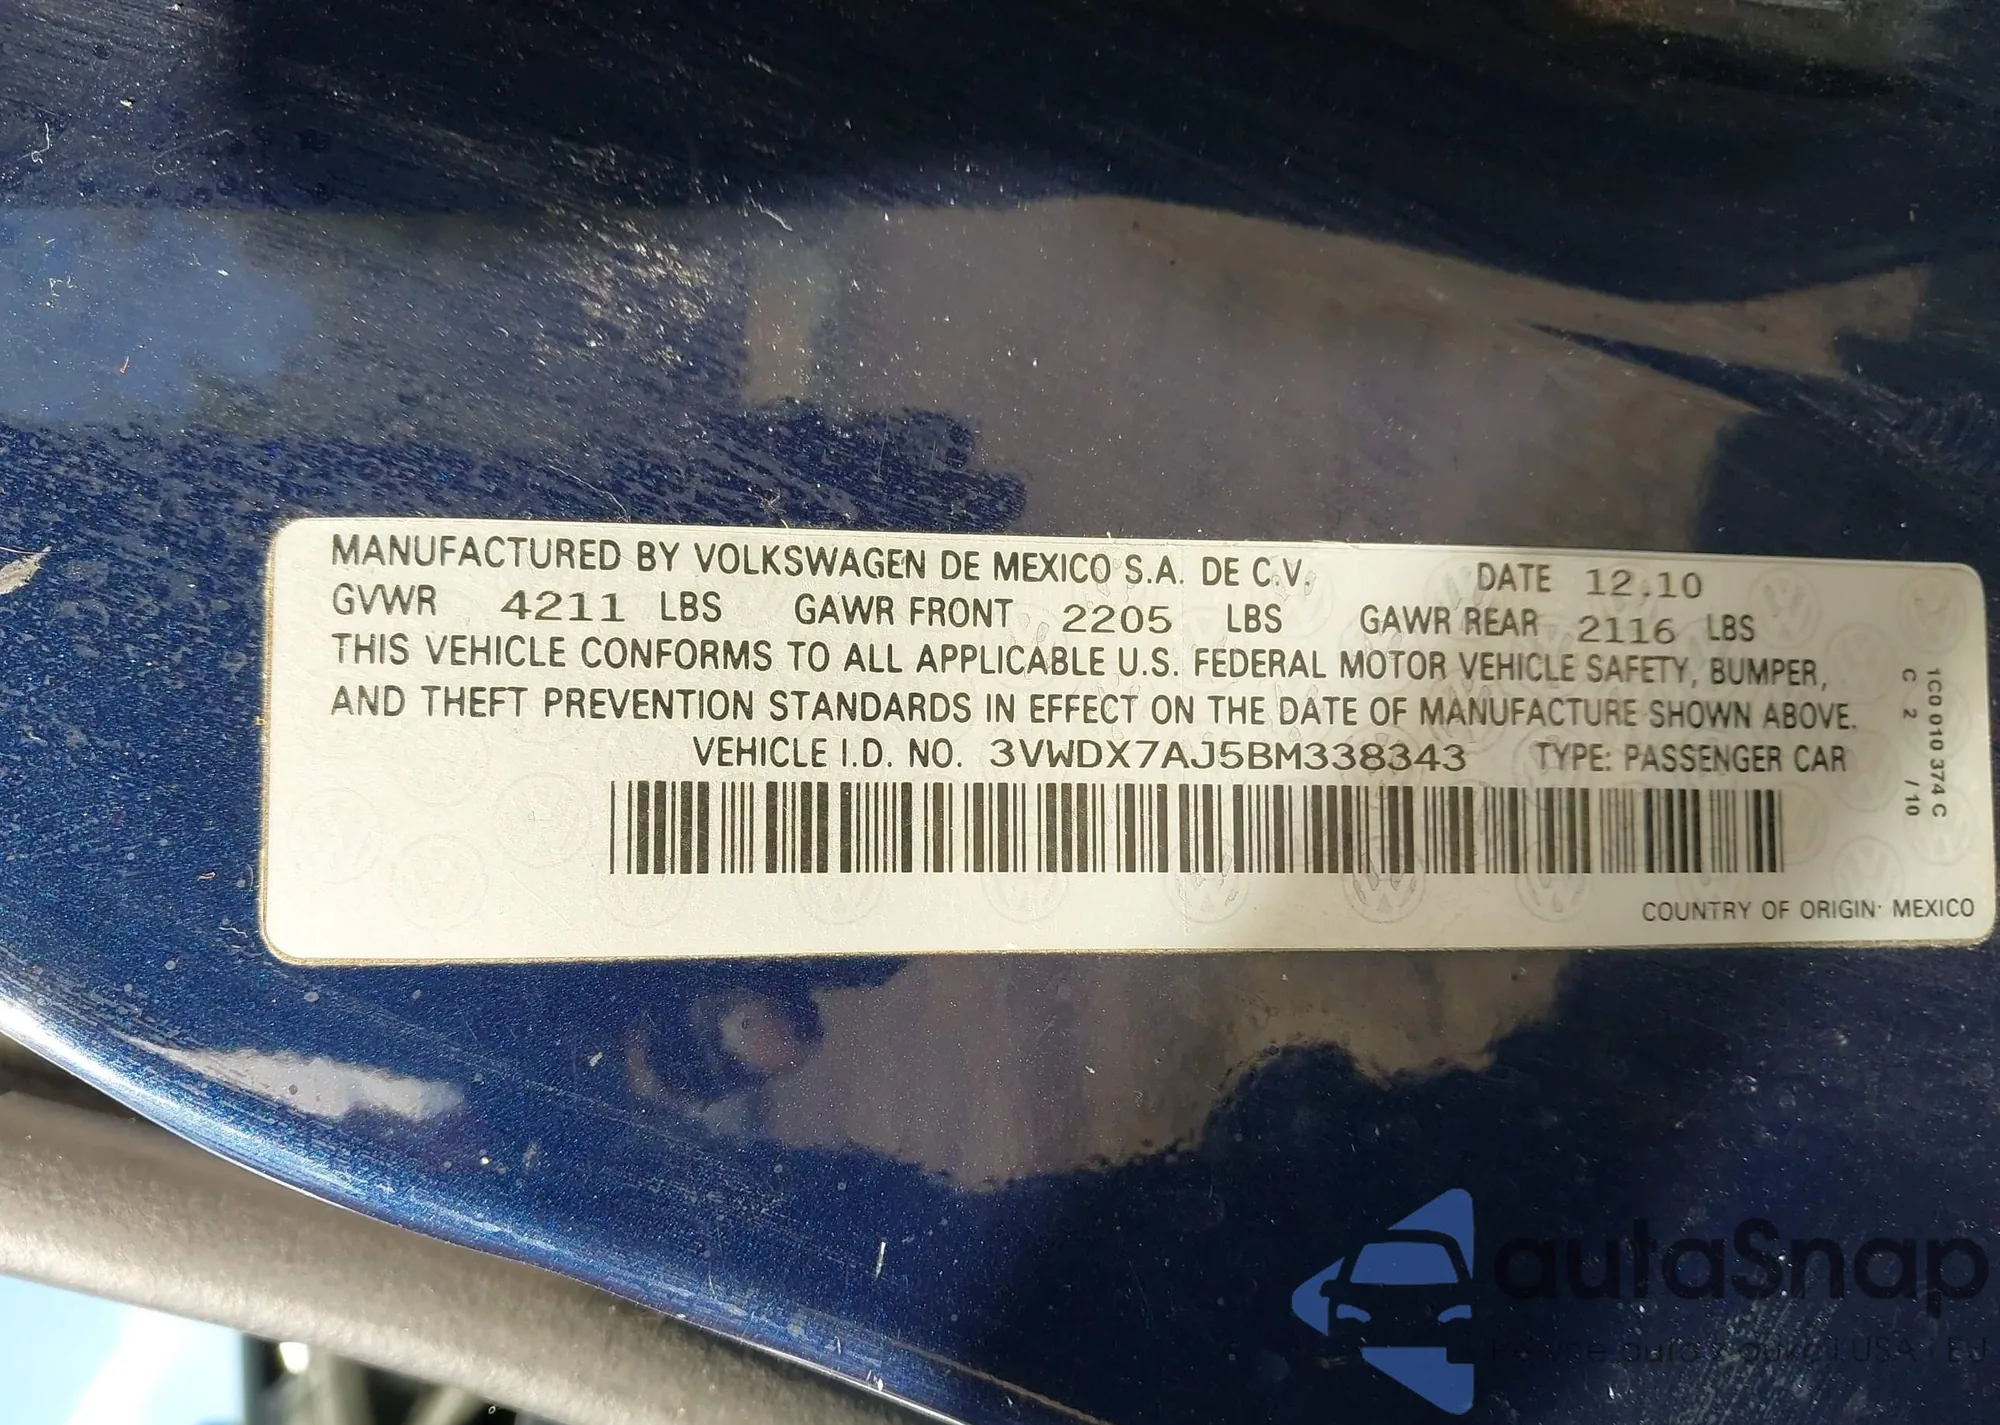 MANUFACTURED BY VOLKSWAGEN DE MEXICO S.A. DE C.V. DATE 12.10
GVWR 4211 LBS GAWR FRONT 2205 LBS GAWR REAR 2116 LBS
THIS VEHICLE CONFORMS TO ALL APPLICABLE U.S. FEDERAL MOTOR VEHICLE SAFETY, BUMPER,
AND THEFT PREVENTION STANDARDS IN EFFECT ON THE DATE OF MANUFACTURE SHOWN ABOVE.
VEHICLE I.D. NO. 3VWDX7AJ5BM338343 TYPE: PASSENGER CAR
1C0 010 374 C
C 2 /10
COUNTRY OF ORIGIN: MEXICO
autaSnap
USA